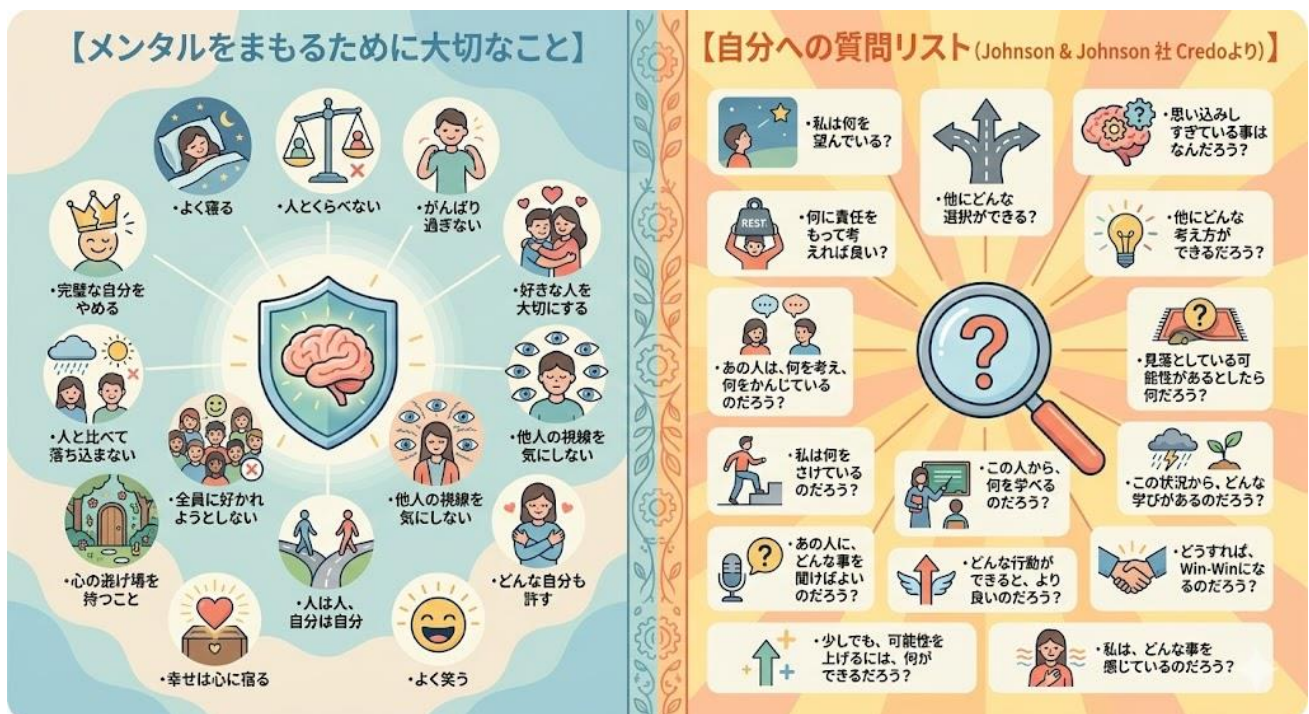 【メンタルをまもるために大切なこと】
・よく寝る
・人とくらべない
・がんばり
過ぎない
・完璧な自分を
やめる
・好きな人を
大切にする
・人と比べて
落ち込まない
・全員に好かれ
ようとしない
・他人の視線を
気にしない
・他人の視線を
気にしない
・心の逃げ場を
持つこと
・人は人、
自分は自分
・どんな自分も
許す
・幸せは心に宿る
・よく笑う
【自分への質問リスト(Johnson & Johnson 社 Credoより)】
・私は何を
望んでいる?
・他にどんな
選択ができる?
・思い込みし
すぎている事は
なんだろう?
REST.
・何に責任を
もって考
えれば良い?
・他にどんな
考え方が
できるだろう?
・あの人は、何を考え、
何をかんじている
のだろう?
?
?
・見落としている可
能性があるとしたら
何だろう?
・私は何を
さけている
のだろう?
・この人から、
何を学べる
のだろう?
・この状況から、どんな
学びがあるのだろう?
・あの人に、
どんな事を
聞けばよい
のだろう?
・どんな行動が
できると、より
良いのだろう?
・どうすれば、
Win-Winにな
るのだろう?
・少しでも、可能性を
上げるには、何が
できるだろう?
・私は、どんな事を
感じているのだろう?